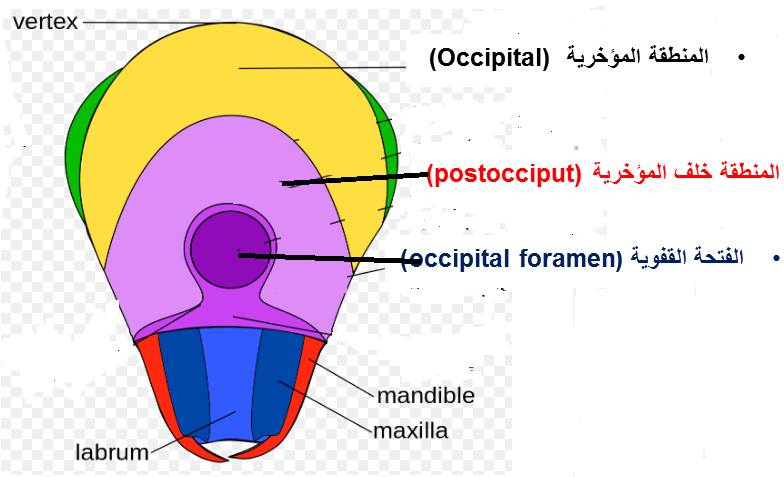 vertex
• المنطقة المؤخرية (Occipital)
المنطقة خلف المؤخرية (postocciput)
• الفتحة القفوية (occipital foramen)
mandible
maxilla
labrum